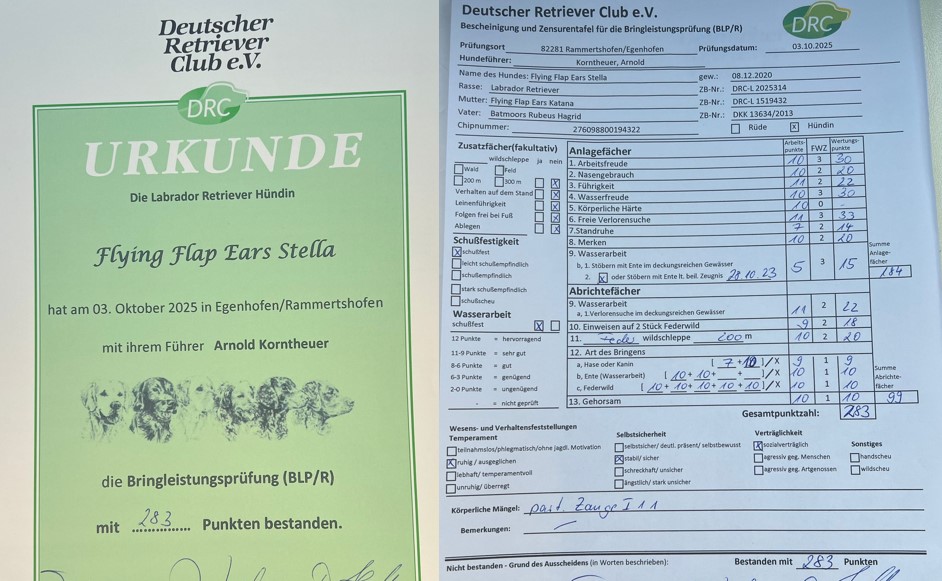 Deutscher
Retriever
Club e.V.
DRC
URKUNDE
Die Labrador Retriever Hündin
Flying Flap Ears Stella
hat am 03. Oktober 2025 in Egenhofen/Rammertshofen
mit ihrem Führer Arnold Korntheuer
die Bringleistungsprüfung (BLP/R)
mit 283 Punkten bestanden.
Deutscher Retriever Club e.V.
DRC
Bescheinigung und Zensurentafel für die Bringleistungsprüfung (BLP/R)
Prüfungsort 82281 Rammertshofen/Egenhofen Prüfungsdatum: 03.10.2025
Hundeführer: Korntheuer, Arnold
Name des Hundes: Flying Flap Ears Stella gew.: 08.12.2020
Rasse: Labrador Retriever ZB-Nr.: DRC-L 2025314
Mutter: Flying Flap Ears Katana ZB-Nr.: DRC-L 1519432
Vater: Batmoors Rubeus Hagrid ZB-Nr.: DKK 13634/2013
Chipnummer: 276098800194322 Rüde x Hündin
Zusatzfächer(fakultativ)
wildschleppe ja nein
Wald Feld
200 m 300 m x
Verhalten auf dem Stand x
Leinenführigkeit x
Folgen frei bei Fuß x
Ablegen x
Schußfestigkeit
x schußfest
leicht schußempfindlich
schußempfindlich
stark schußempfindlich
schußscheu
Wasserarbeit
schußfest x
12 Punkte = hervorragend
11-9 Punkte = sehr gut
8-6 Punkte = gut
6-3 Punkte = genügend
2-0 Punkte = ungenügend
- = nicht geprüft
Anlagefächer Arbeits-punkte FWZ Wertungs-punkte
1. Arbeitsfreude 10 3 30
2. Nasengebrauch 10 2 20
3. Führigkeit 11 2 22
4. Wasserfreude 10 3 30
5. Körperliche Härte 10 0 -
6. Freie Verlorensuche 11 3 33
7.Standruhe 7 2 14
8. Merken 10 2 20
9. Wasserarbeit
b, 1. Stöbern mit Ente im deckungsreichen Gewässer 5 3 15
2. x oder Stöbern mit Ente lt. beil. Zeugnis 28.10.23
Summe Anlage-fächer
184
Abrichtefächer
9. Wasserarbeit
a, 1.Verlorensuche im deckungsreichen Gewässer 11 2 22
10. Einweisen auf 2 Stück Federwild 9 2 18
11. Feder wildschleppe 200 m 10 2 20
12. Art des Bringens
a, Hase oder Kanin [ 7 + 10 ]/X 9 1 9
b, Ente (Wasserarbeit) [ 10 + 10 + + ]/X 10 1 10
c, Federwild [ 10 + 10 + 10 + 10 + 10 ]/X 10 1 10
13. Gehorsam 10 1 10
Summe Abrichte-fächer
99
Gesamtpunktzahl: 283
Wesens- und Verhaltensfeststellungen
Temperament
teilnahmslos/phlegmatisch/ohne jagdl. Motivation
x ruhig / ausgeglichen
lebhaft/ temperamentvoll
unruhig/ überregt
Selbstsicherheit
selbstsicher/ deutl. präsent/ selbstbewusst
x stabil/ sicher
schreckhaft/ unsicher
ängstlich/ stark unsicher
Verträglichkeit
x sozialverträglich
agressiv geg. Menschen
agressiv geg. Artgenossen
Sonstiges
handscheu
wildscheu
Körperliche Mängel: part. Zange I 1 1
Bemerkungen:
Nicht bestanden - Grund des Ausscheidens (in Worten beschrieben): Bestanden mit 283 Punkten